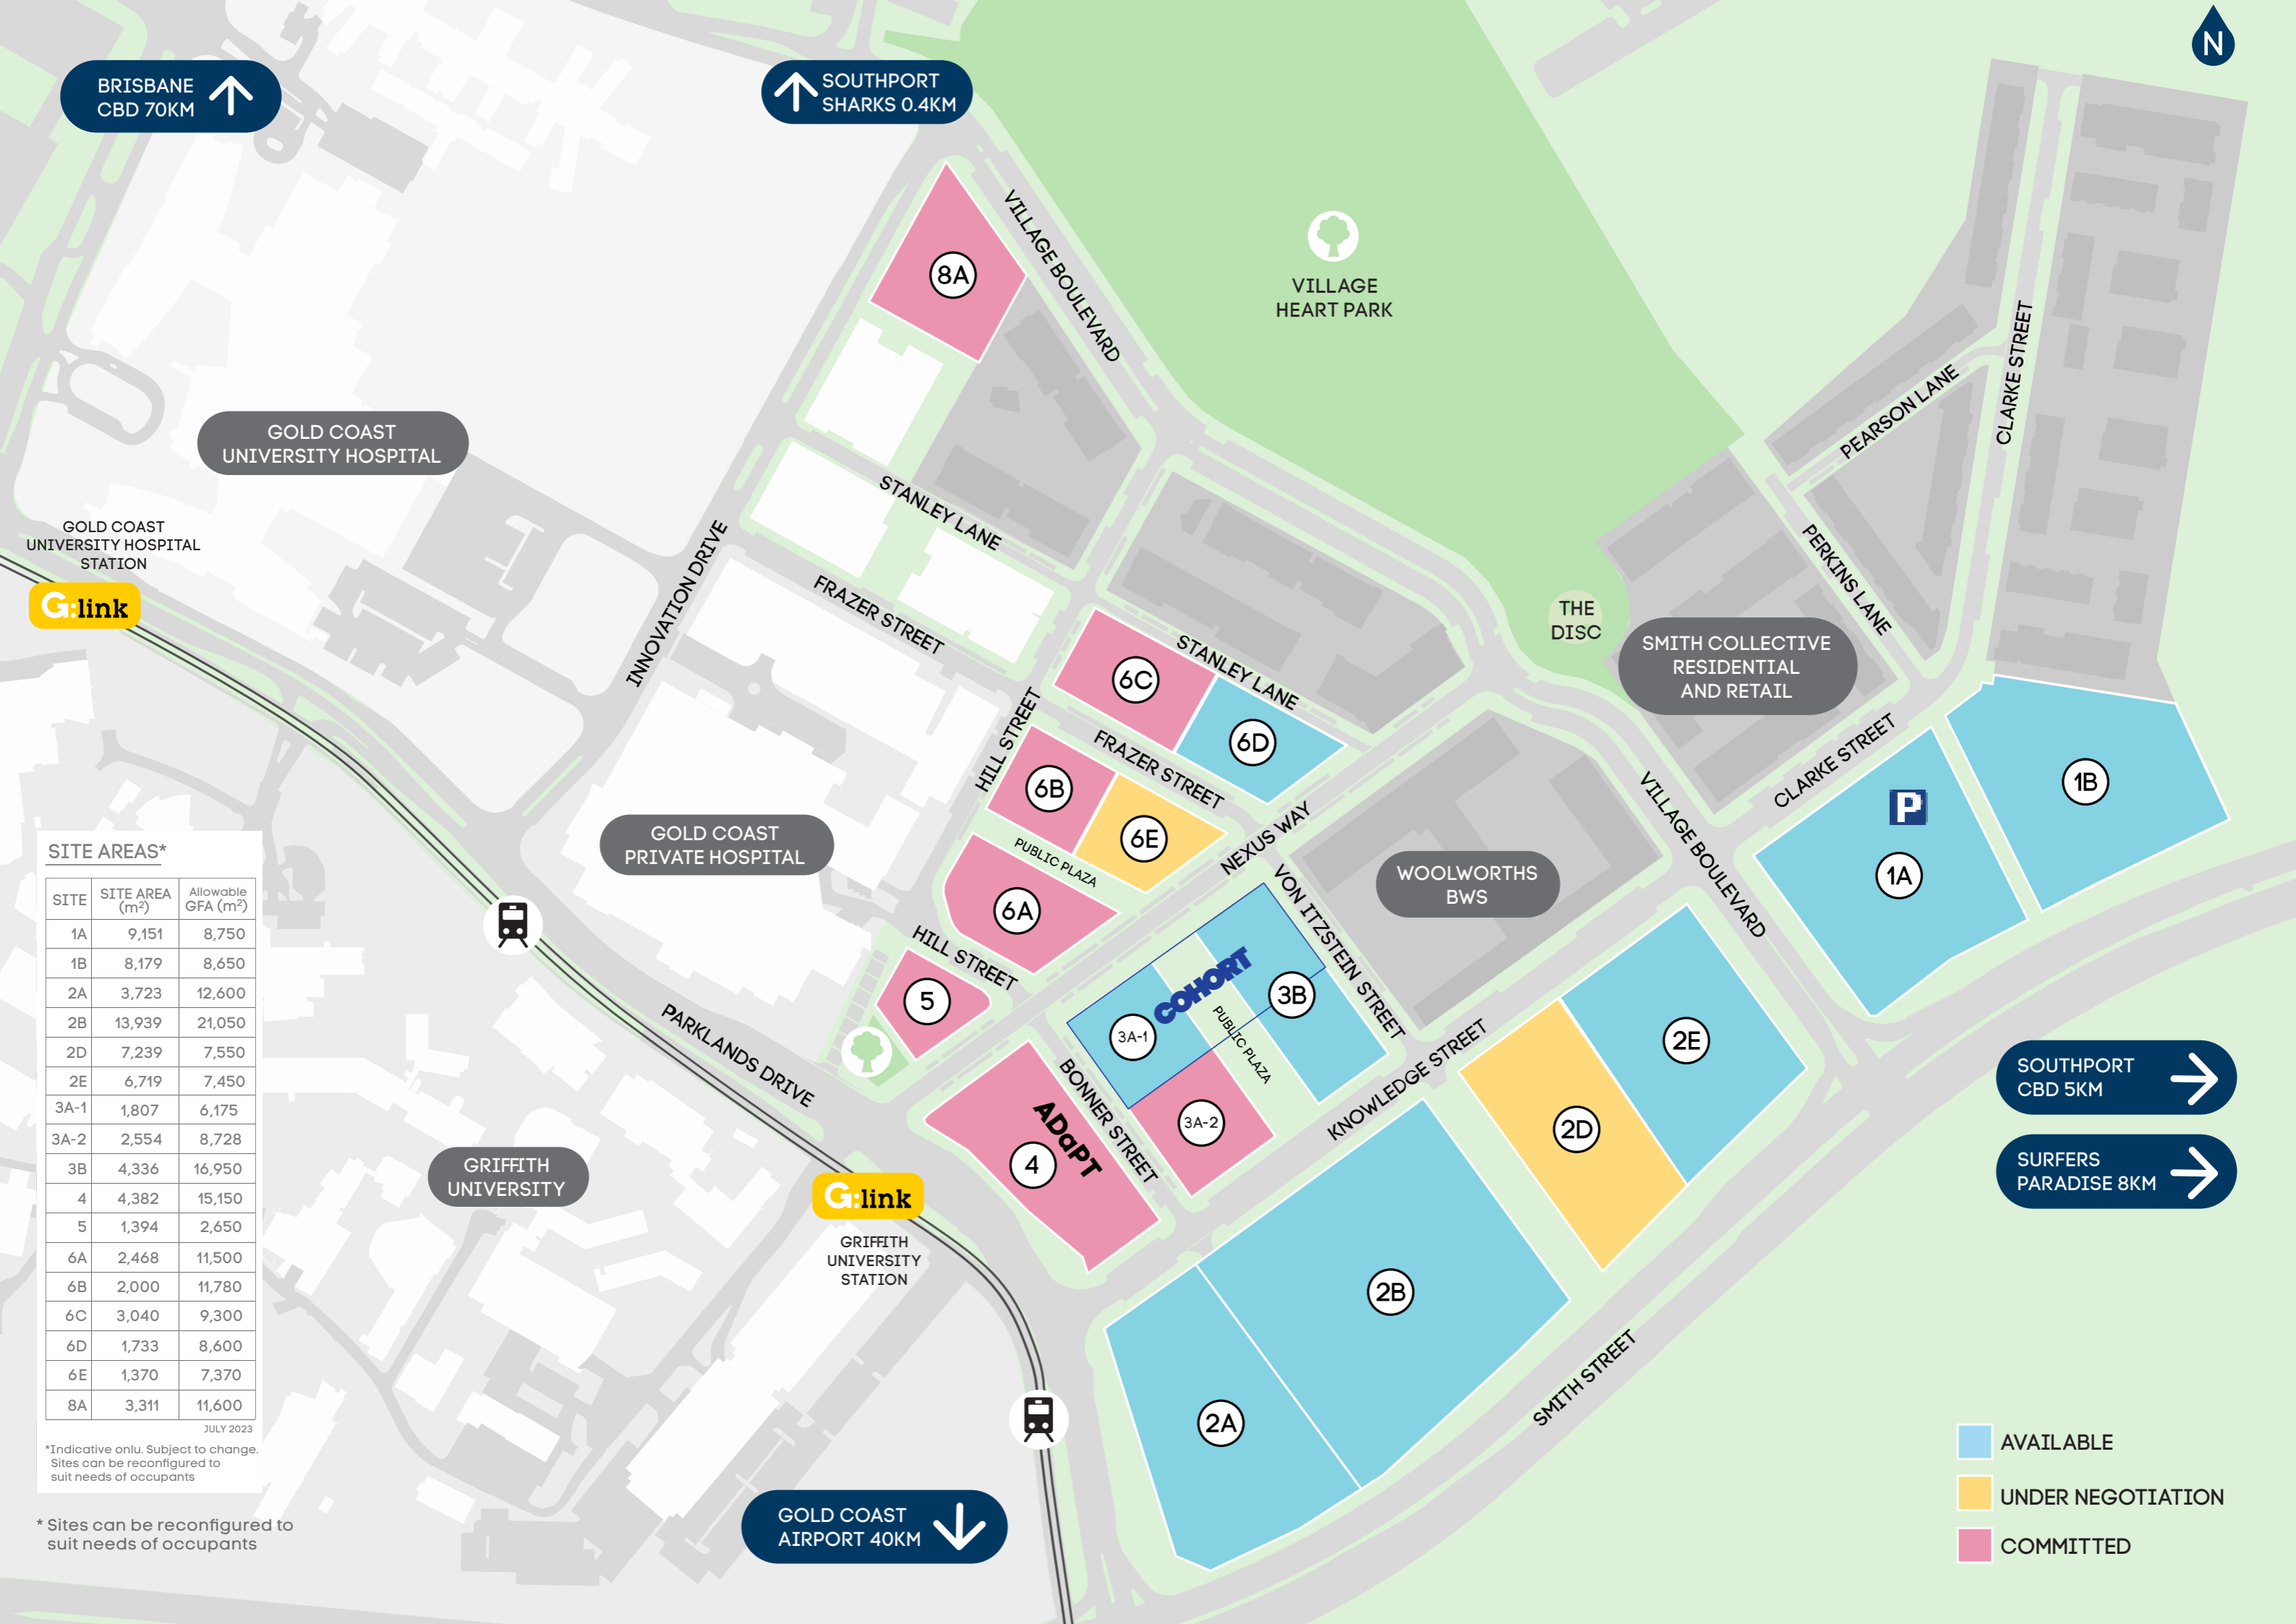 N
BRISBANE
CBD 70KM
SOUTHPORT
SHARKS 0.4KM
8A
VILLAGE BOULEVARD
VILLAGE
HEART PARK
CLARKE STREET
PEARSON LANE
PERKINS LANE
GOLD COAST
UNIVERSITY HOSPITAL
GOLD COAST
UNIVERSITY HOSPITAL
STATION
G:link
INNOVATION DRIVE
STANLEY LANE
FRAZER STREET
THE
DISC
SMITH COLLECTIVE
RESIDENTIAL
AND RETAIL
STANLEY LANE
6C
6D
HILL STREET
FRAZER STREET
6B
6E
PUBLIC PLAZA
6A
NEXUS WAY
VON ITZSTEIN STREET
WOOLWORTHS
BWS
VILLAGE BOULEVARD
CLARKE STREET
P
1A
1B
GOLD COAST
PRIVATE HOSPITAL
HILL STREET
5
PARKLANDS DRIVE
COHORT
3A-1
3B
PUBLIC PLAZA
3A-2
BONNER STREET
ADaPT
4
KNOWLEDGE STREET
2E
2D
2B
2A
SMITH STREET
GRIFFITH
UNIVERSITY
G:link
GRIFFITH
UNIVERSITY
STATION
SOUTHPORT
CBD 5KM
SURFERS
PARADISE 8KM
GOLD COAST
AIRPORT 40KM
SITE AREAS*
SITE SITE AREA (m²) Allowable GFA (m²)
1A 9,151 8,750
1B 8,179 8,650
2A 3,723 12,600
2B 13,939 21,050
2D 7,239 7,550
2E 6,719 7,450
3A-1 1,807 6,175
3A-2 2,554 8,728
3B 4,336 16,950
4 4,382 15,150
5 1,394 2,650
6A 2,468 11,500
6B 2,000 11,780
6C 3,040 9,300
6D 1,733 8,600
6E 1,370 7,370
8A 3,311 11,600
JULY 2023
*Indicative onlu. Subject to change.
Sites can be reconfigured to
suit needs of occupants
* Sites can be reconfigured to
suit needs of occupants
AVAILABLE
UNDER NEGOTIATION
COMMITTED